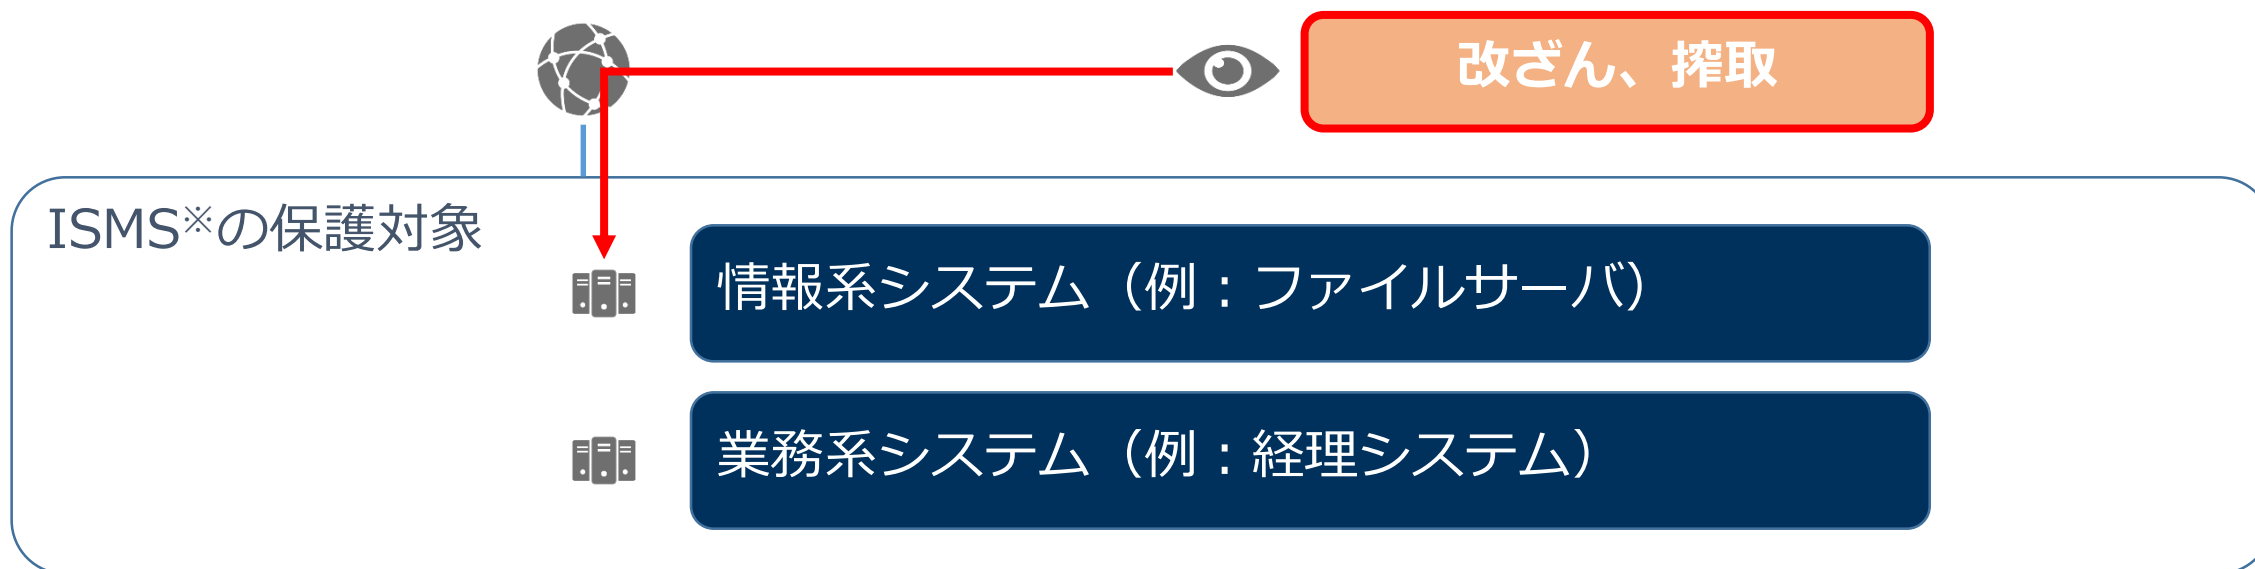 改ざん、搾取
ISMS※の保護対象
情報系システム（例：ファイルサーバ）
業務系システム（例：経理システム）